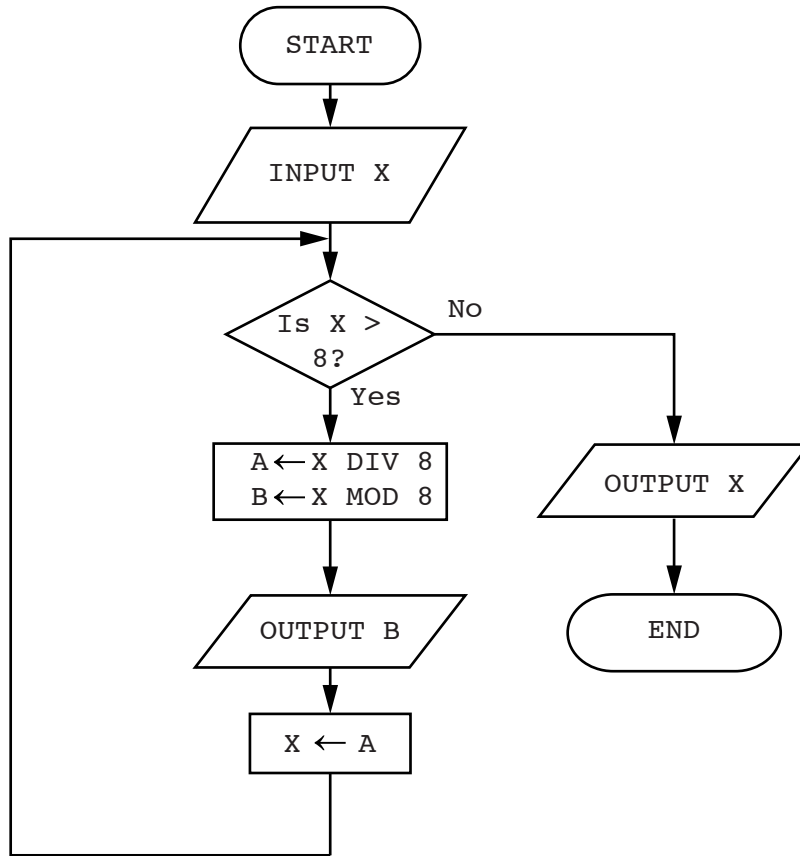 START
INPUT X
Is X >
8?
No
Yes
A ← X DIV 8
B ← X MOD 8
OUTPUT X
OUTPUT B
END
X ← A